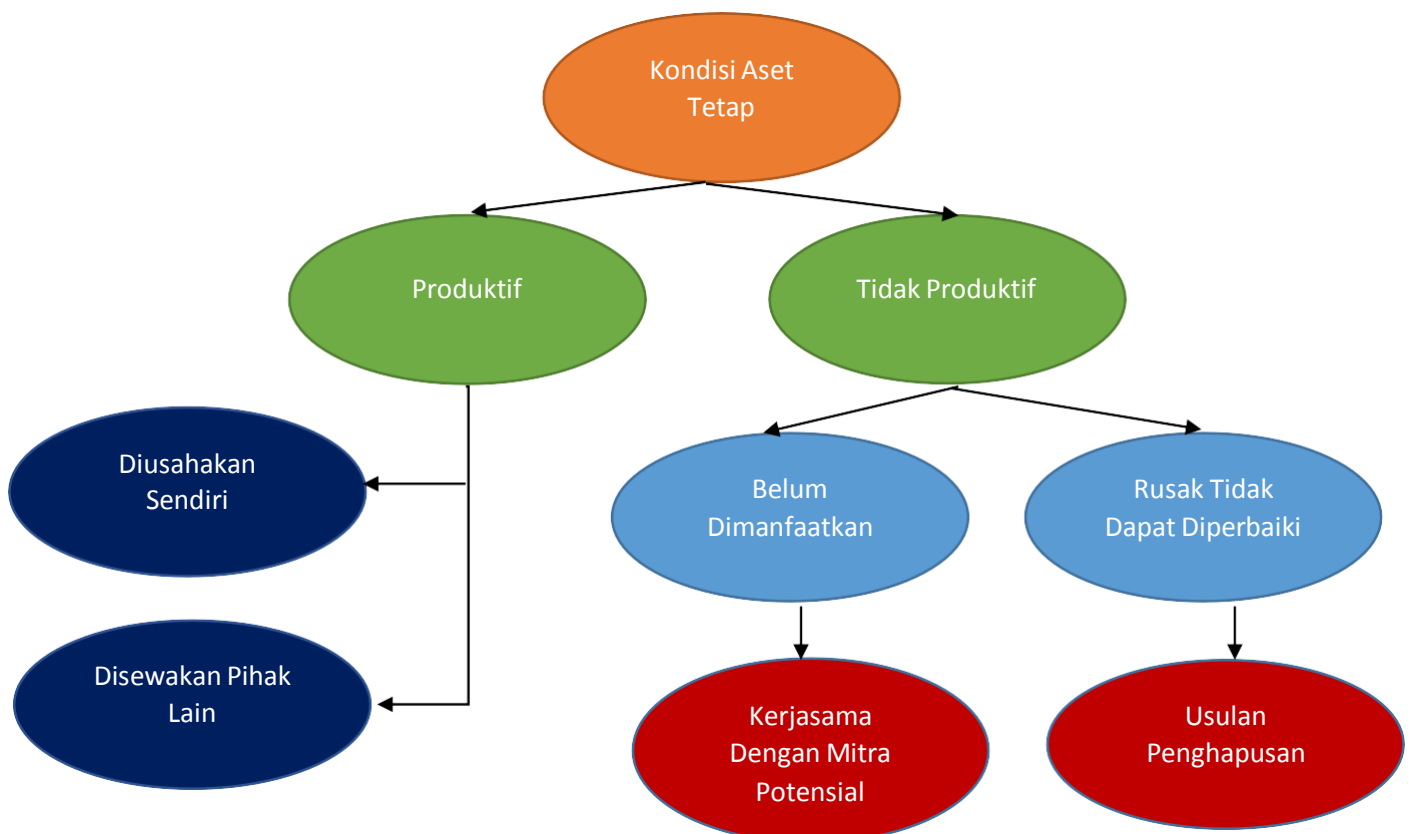 Kondisi Aset
Tetap
Produktif
Tidak Produktif
Diusahakan
Sendiri
Belum
Dimanfaatkan
Rusak Tidak
Dapat Diperbaiki
Disewakan Pihak
Lain
Kerjasama
Dengan Mitra
Potensial
Usulan
Penghapusan